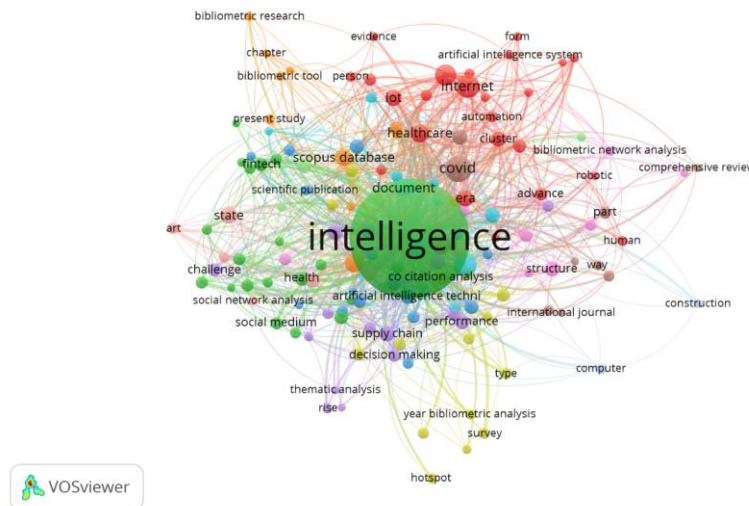 bibliometric research
evidence
form
chapter
artificial intelligence system
bibliometric tool
person
internet
iot
present study
automation
healthcare
cluster
bibliometric network analysis
fintech
scopus database
covid
comprehensive review
robotic
scientific publication
document
era
advance
state
part
art
intelligence
human
challenge
co citation analysis
structure
way
health
artificial intelligence techni
social network analysis
international journal
construction
social medium
performance
supply chain
decision making
type
computer
thematic analysis
rise
year bibliometric analysis
survey
hotspot
VOSviewer